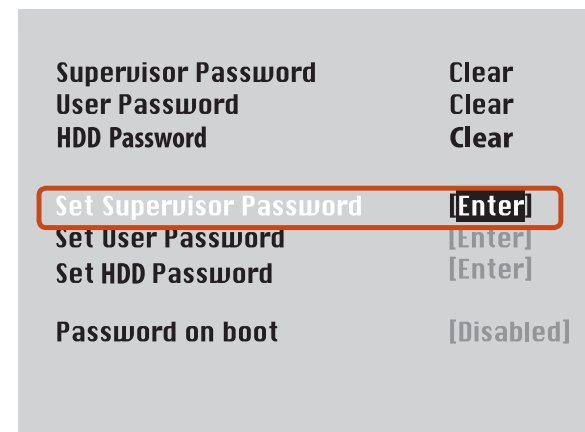 Supervisor Password Clear
User Password Clear
HDD Password Clear
Set Supervisor Password [Enter]
Set User Password [Enter]
Set HDD Password [Enter]
Password on boot [Disabled]